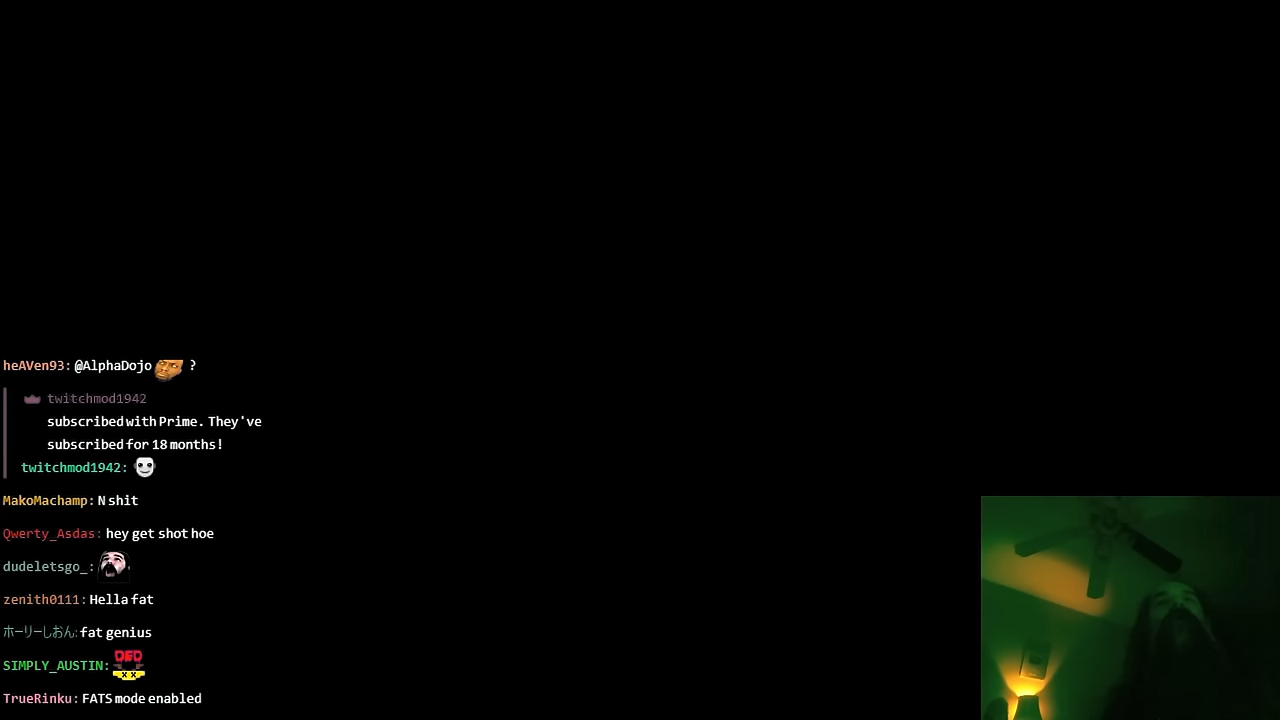 heAVen93: @AlphaDojo ?
twitchmod1942
subscribed with Prime. They've
subscribed for 18 months!
twitchmod1942:
MakoMachamp: N shit
Qwerty_Asdas: hey get shot hoe
dudeletsgo_:
zenith0111: Hella fat
ホーリーしおん: fat genius
SIMPLY_AUSTIN: DED
TrueRinku: FATS mode enabled